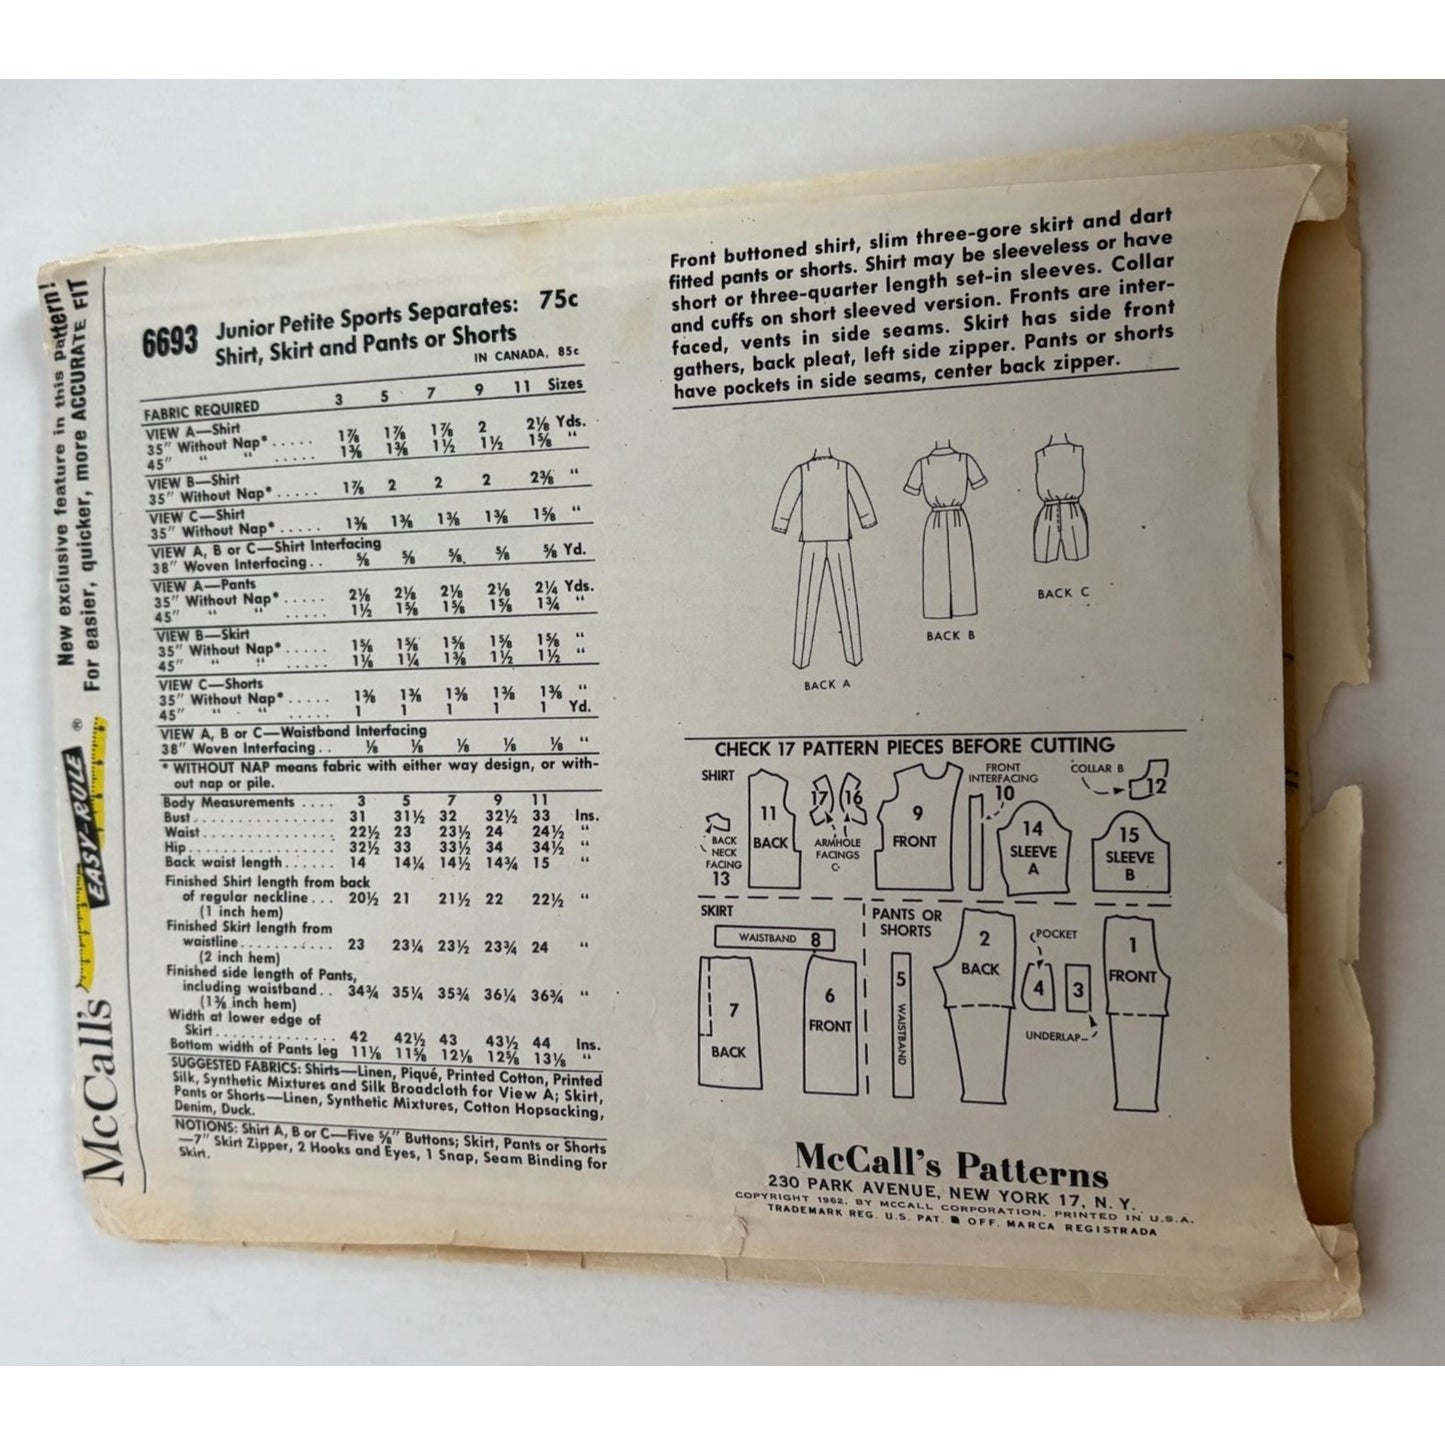 New exclusive feature in this pattern!
For easier, quicker, more ACCURATE FIT
EASY-RULE ®
McCall's
6693 Junior Petite Sports Separates: 75c
Shirt, Skirt and Pants or Shorts
IN CANADA, 85c
FABRIC REQUIRED 3 5 7 9 11 Sizes
VIEW A—Shirt
35" Without Nap* ..... 1⅞ 1⅞ 1⅞ 2 2⅛ Yds.
45" " " ..... 1⅜ 1⅜ 1½ 1½ 1⅝ "
VIEW B—Shirt
35" Without Nap* ..... 1⅞ 2 2 2 2⅜ "
VIEW C—Shirt
35" Without Nap* ..... 1⅜ 1⅜ 1⅜ 1⅜ 1⅝ "
VIEW A, B or C—Shirt Interfacing
38" Woven Interfacing .. ⅝ ⅝ ⅝ ⅝ ⅝ Yd.
VIEW A—Pants
35" Without Nap* ..... 2⅛ 2⅛ 2⅛ 2⅛ 2¼ Yds.
45" " " ..... 1½ 1⅝ 1⅝ 1⅝ 1¾ "
VIEW B—Skirt
35" Without Nap* ..... 1⅝ 1⅝ 1⅝ 1⅝ 1⅝ "
45" " " ..... 1⅛ 1¼ 1⅜ 1½ 1½ "
VIEW C—Shorts
35" Without Nap* ..... 1⅜ 1⅜ 1⅜ 1⅜ 1⅜ "
45" " " ..... 1 1 1 1 1 Yd.
VIEW A, B or C—Waistband Interfacing
38" Woven Interfacing .. ⅛ ⅛ ⅛ ⅛ ⅛ "
* WITHOUT NAP means fabric with either way design, or with-
out nap or pile.
Body Measurements .... 3 5 7 9 11
Bust ................ 31 31½ 32 32½ 33 Ins.
Waist ............... 22½ 23 23½ 24 24½ "
Hip ................. 32½ 33 33½ 34 34½ "
Back waist length ...... 14 14¼ 14½ 14¾ 15 "
Finished Shirt length from back
of regular neckline ... 20½ 21 21½ 22 22½ "
(1 inch hem)
Finished Skirt length from
waistline ........... 23 23¼ 23½ 23¾ 24 "
(2 inch hem)
Finished side length of Pants,
including waistband .. 34¾ 35¼ 35¾ 36¼ 36¾ "
(1⅜ inch hem)
Width at lower edge of
Skirt ............... 42 42½ 43 43½ 44 Ins.
Bottom width of Pants leg 11⅛ 11⅝ 12⅛ 12⅝ 13⅛ "
SUGGESTED FABRICS: Shirts—Linen, Piqué, Printed Cotton, Printed
Silk, Synthetic Mixtures and Silk Broadcloth for View A; Skirt,
Pants or Shorts—Linen, Synthetic Mixtures, Cotton Hopsacking,
Denim, Duck.
NOTIONS: Shirt A, B or C—Five ⅝" Buttons; Skirt, Pants or Shorts
—7" Skirt Zipper, 2 Hooks and Eyes, 1 Snap, Seam Binding for
Skirt.
Front buttoned shirt, slim three-gore skirt and dart
fitted pants or shorts. Shirt may be sleeveless or have
short or three-quarter length set-in sleeves. Collar
and cuffs on short sleeved version. Fronts are inter-
faced, vents in side seams. Skirt has side front
gathers, back pleat, left side zipper. Pants or shorts
have pockets in side seams, center back zipper.
BACK A
BACK B
BACK C
CHECK 17 PATTERN PIECES BEFORE CUTTING
SHIRT
BACK NECK FACING 13
11 BACK
17 16
ARMHOLE FACINGS C
9 FRONT
FRONT INTERFACING 10
14 SLEEVE A
COLLAR B 12
15 SLEEVE B
SKIRT
WAISTBAND 8
7 BACK
6 FRONT
PANTS OR SHORTS
5 WAISTBAND
2 BACK
POCKET
4
3
UNDERLAP
1 FRONT
McCall's Patterns
230 PARK AVENUE, NEW YORK 17, N. Y.
COPYRIGHT 1962, BY MCCALL CORPORATION. PRINTED IN U.S.A.
TRADEMARK REG. U.S. PAT. ■ OFF. MARCA REGISTRADA